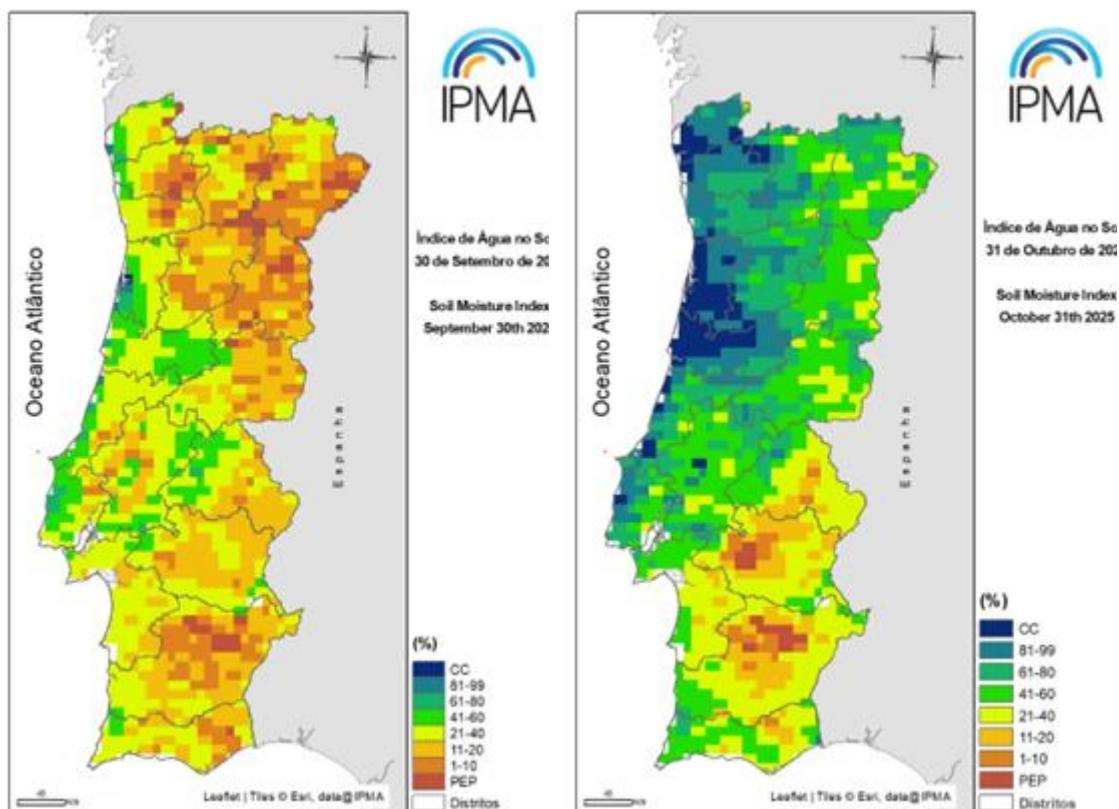 IPMA
Oceano Atlântico
Espanha
Índice de Água no So
30 de Setembro de 20
Soil Moisture Index
September 30th 202
(%)
CC
81-99
61-80
41-60
21-40
11-20
1-10
PEP
Distritos
Leaflet | Tiles © Esri, data@IPMA
IPMA
Oceano Atlântico
Espanha
Índice de Água no So
31 de Outubro de 202
Soil Moisture Index
October 31th 2025
(%)
CC
81-99
61-80
41-60
21-40
11-20
1-10
PEP
Distritos
Leaflet | Tiles © Esri, data@IPMA